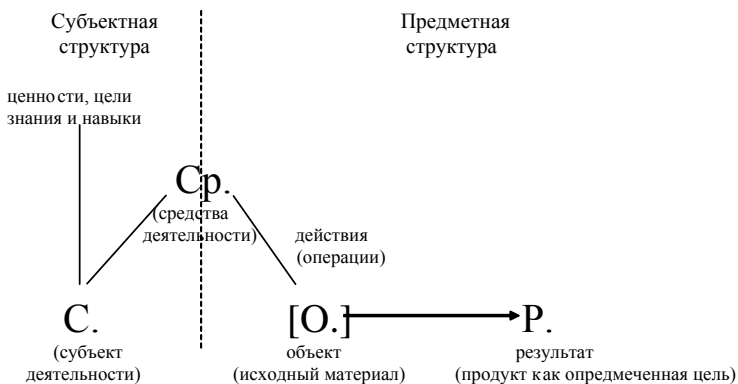 Субъектная
структура
Предметная
структура
ценности, цели
знания и навыки
Ср.
(средства
деятельности)
действия
(операции)
С.
(субъект
деятельности)
[О.]
объект
(исходный материал)
Р.
результат
(продукт как опредмеченная цель)